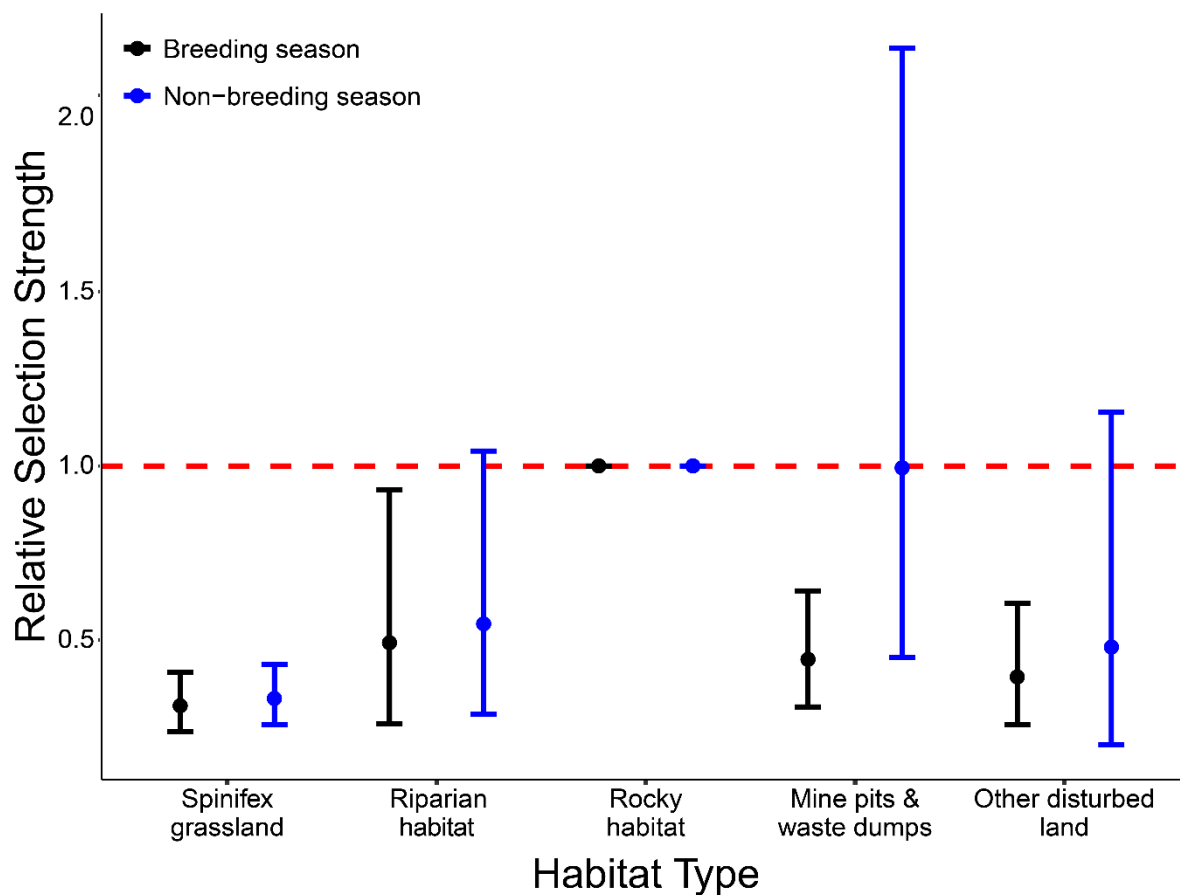 Breeding season
Non−breeding season
Relative Selection Strength
2.0
1.5
1.0
0.5
Spinifex
grassland
Riparian
habitat
Rocky
habitat
Mine pits &
waste dumps
Other disturbed
land
Habitat Type